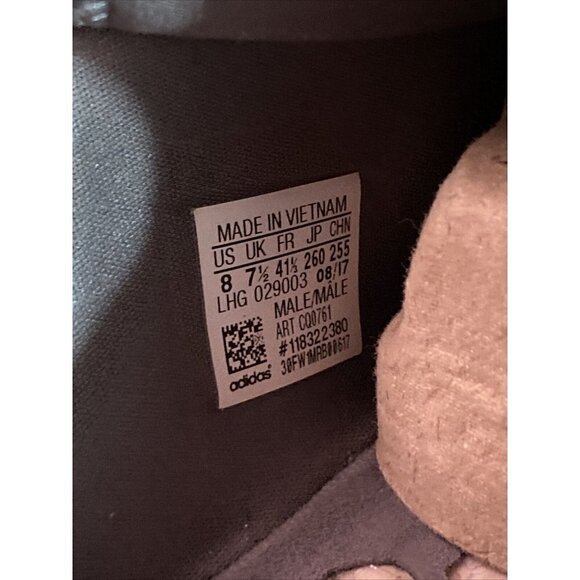 MADE IN VIETNAM
US UK FR JP CHN
8 7½ 41⅓ 260 255
LHG 029003 08/17
MALE/MÂLE
ART CQ0761
#118322380
30FW1MRB00617
adidas